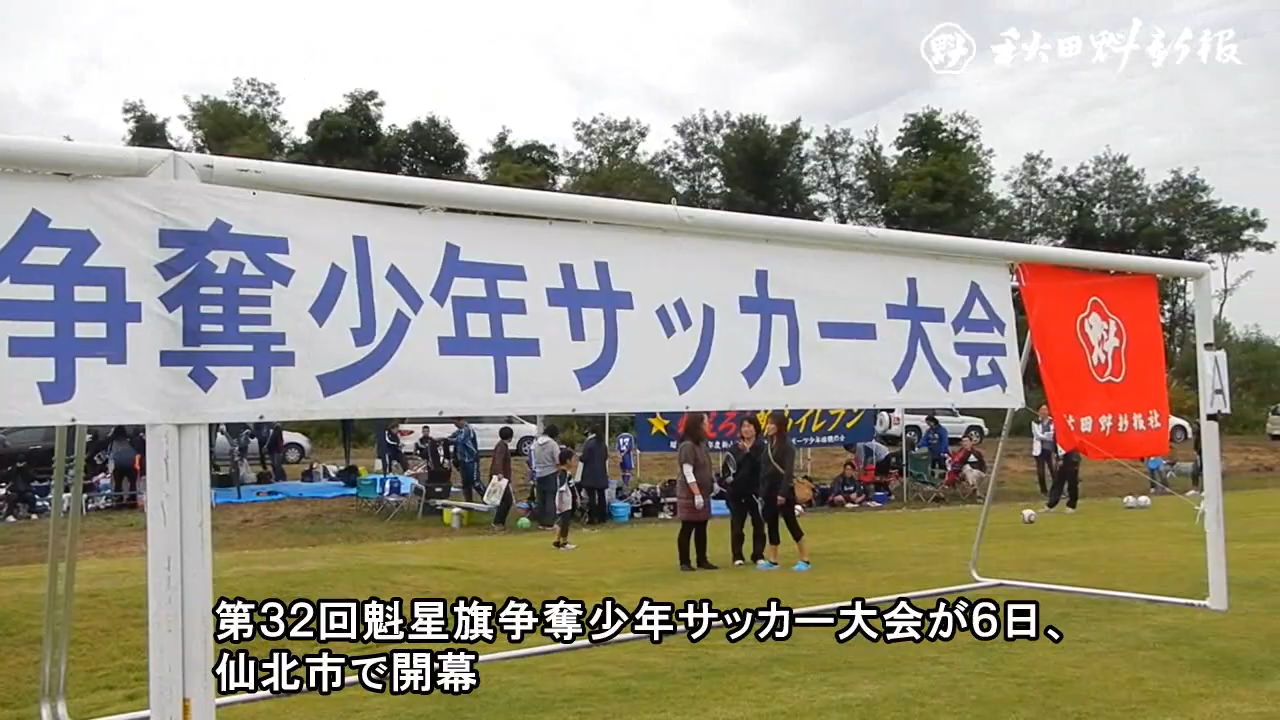 魁 秋田魁新報
争奪少年サッカー大会
魁
秋田魁新報社
A
第32回魁星旗争奪少年サッカー大会が6日、
仙北市で開幕